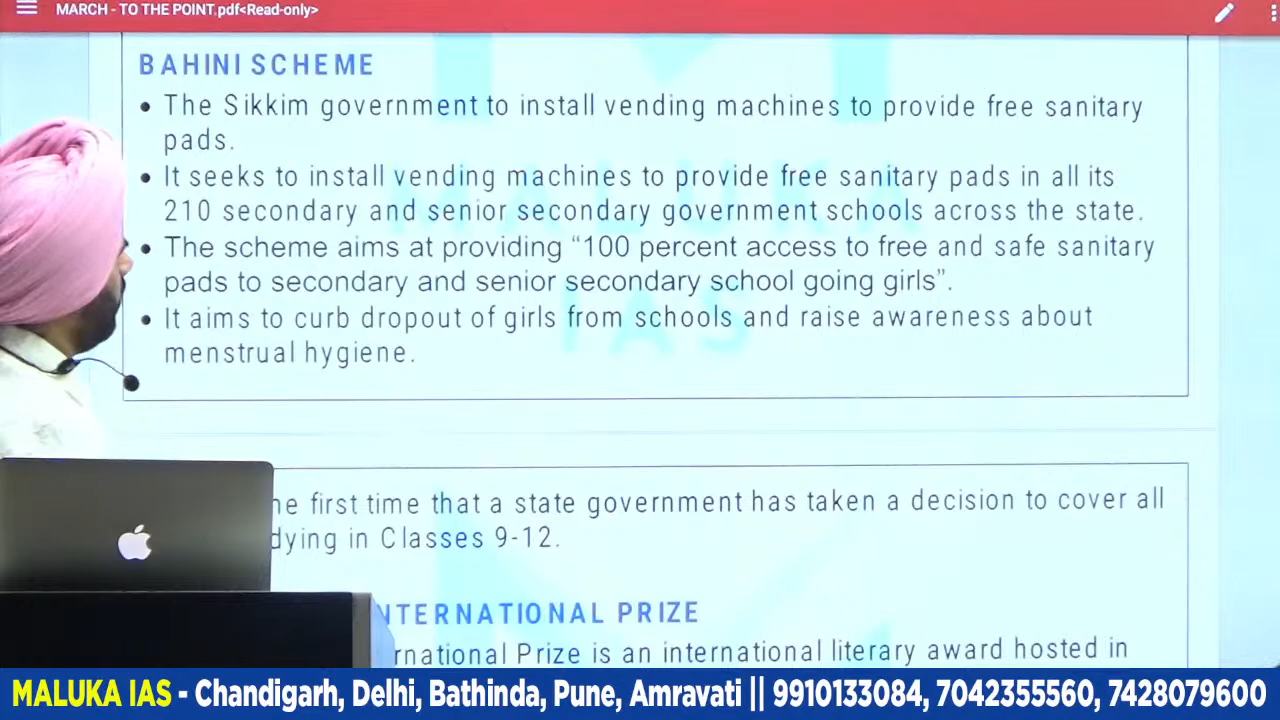 MARCH - TO THE POINT.pdf<Read-only>
BAHINI SCHEME
• The Sikkim government to install vending machines to provide free sanitary
pads.
• It seeks to install vending machines to provide free sanitary pads in all its
210 secondary and senior secondary government schools across the state.
• The scheme aims at providing “100 percent access to free and safe sanitary
pads to secondary and senior secondary school going girls”.
• It aims to curb dropout of girls from schools and raise awareness about
menstrual hygiene.
first time that a state government has taken a decision to cover all
in Classes 9-12.
PRIZE
Prize is an international literary award hosted in
MALUKA
IAS
MALUKA IAS - Chandigarh, Delhi, Bathinda, Pune, Amravati || 9910133084, 7042355560, 7428079600